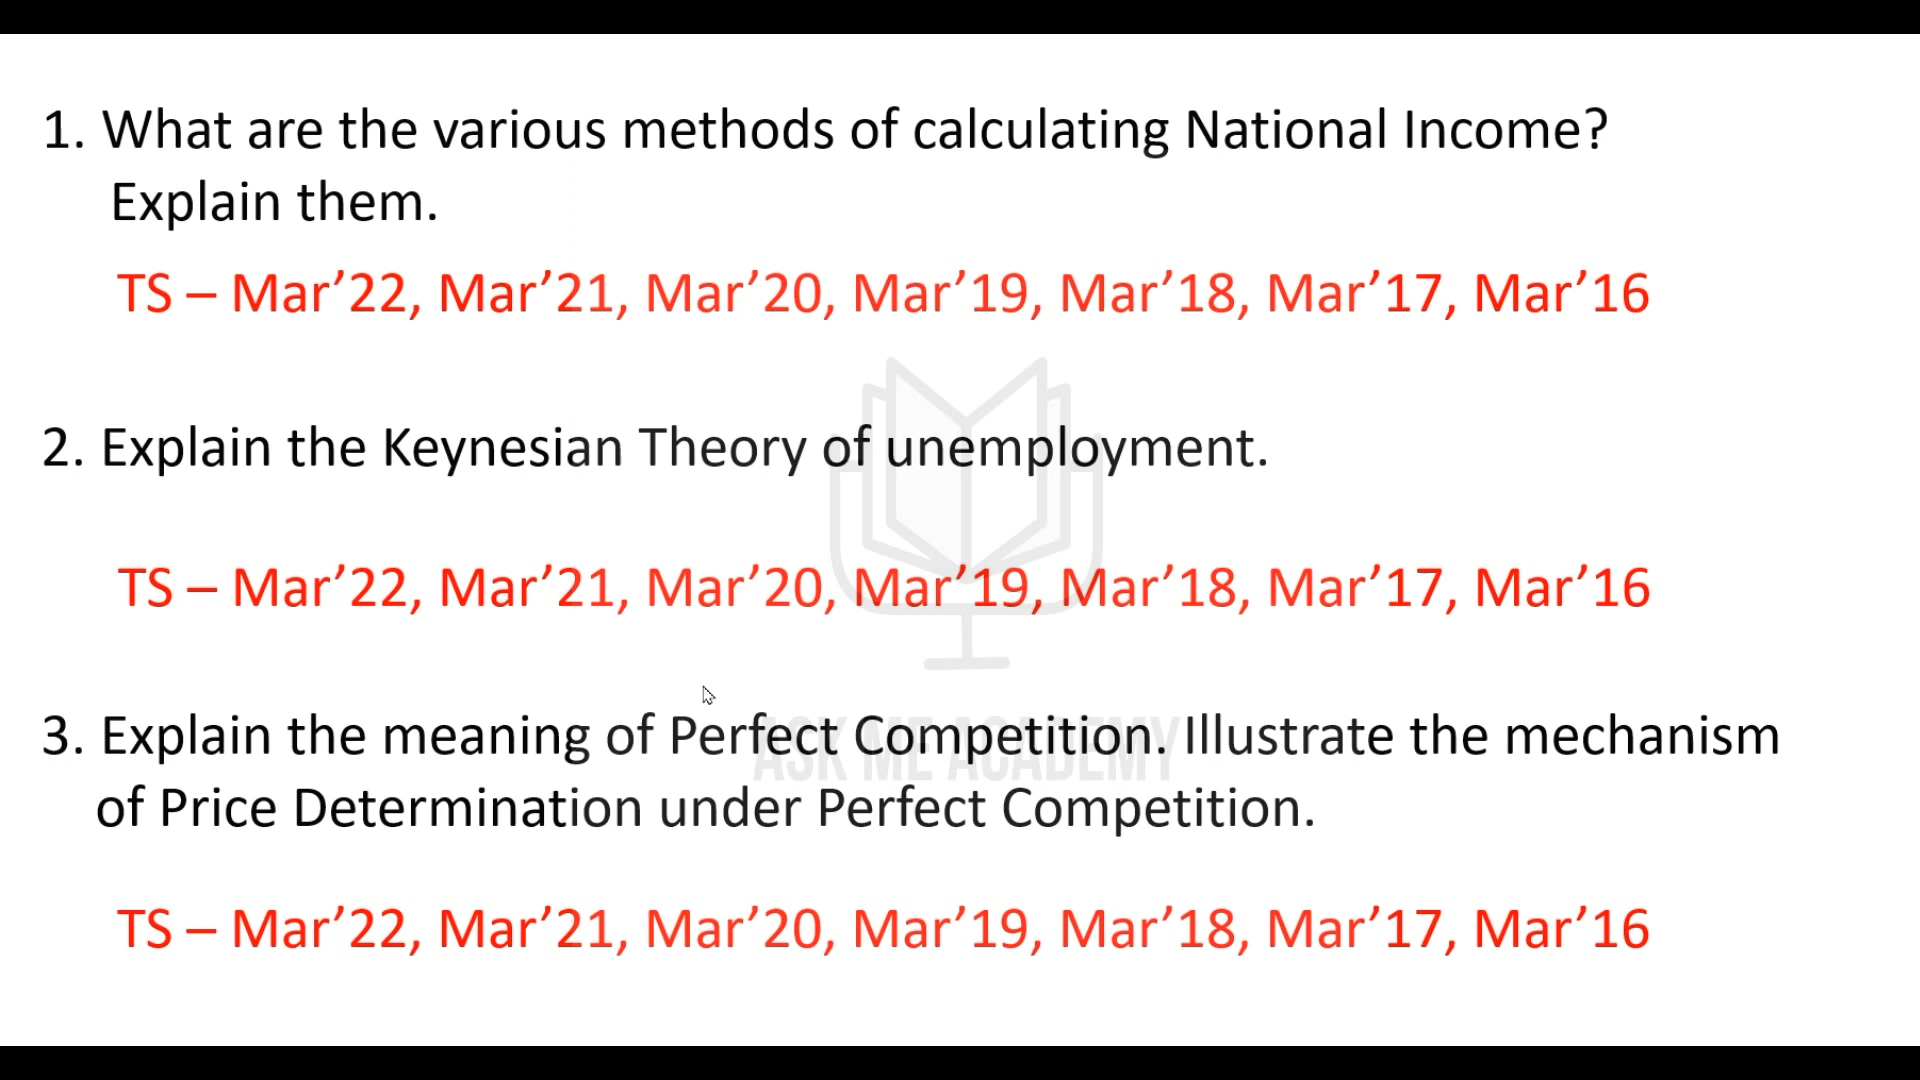 1. What are the various methods of calculating National Income?
Explain them.
TS – Mar’22, Mar’21, Mar’20, Mar’19, Mar’18, Mar’17, Mar’16
2. Explain the Keynesian Theory of unemployment.
TS – Mar’22, Mar’21, Mar’20, Mar’19, Mar’18, Mar’17, Mar’16
3. Explain the meaning of Perfect Competition. Illustrate the mechanism
ASK ME ACADEMY
of Price Determination under Perfect Competition.
TS – Mar’22, Mar’21, Mar’20, Mar’19, Mar’18, Mar’17, Mar’16